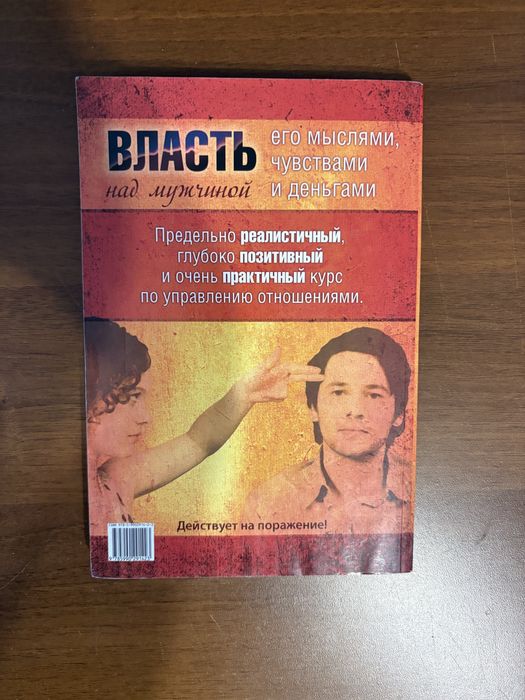 ВЛАСТЬ
над мужчиной
его мыслями,
чувствами
и деньгами
Предельно реалистичный,
глубоко позитивный
и очень практичный курс
по управлению отношениями.
Действует на поражение!